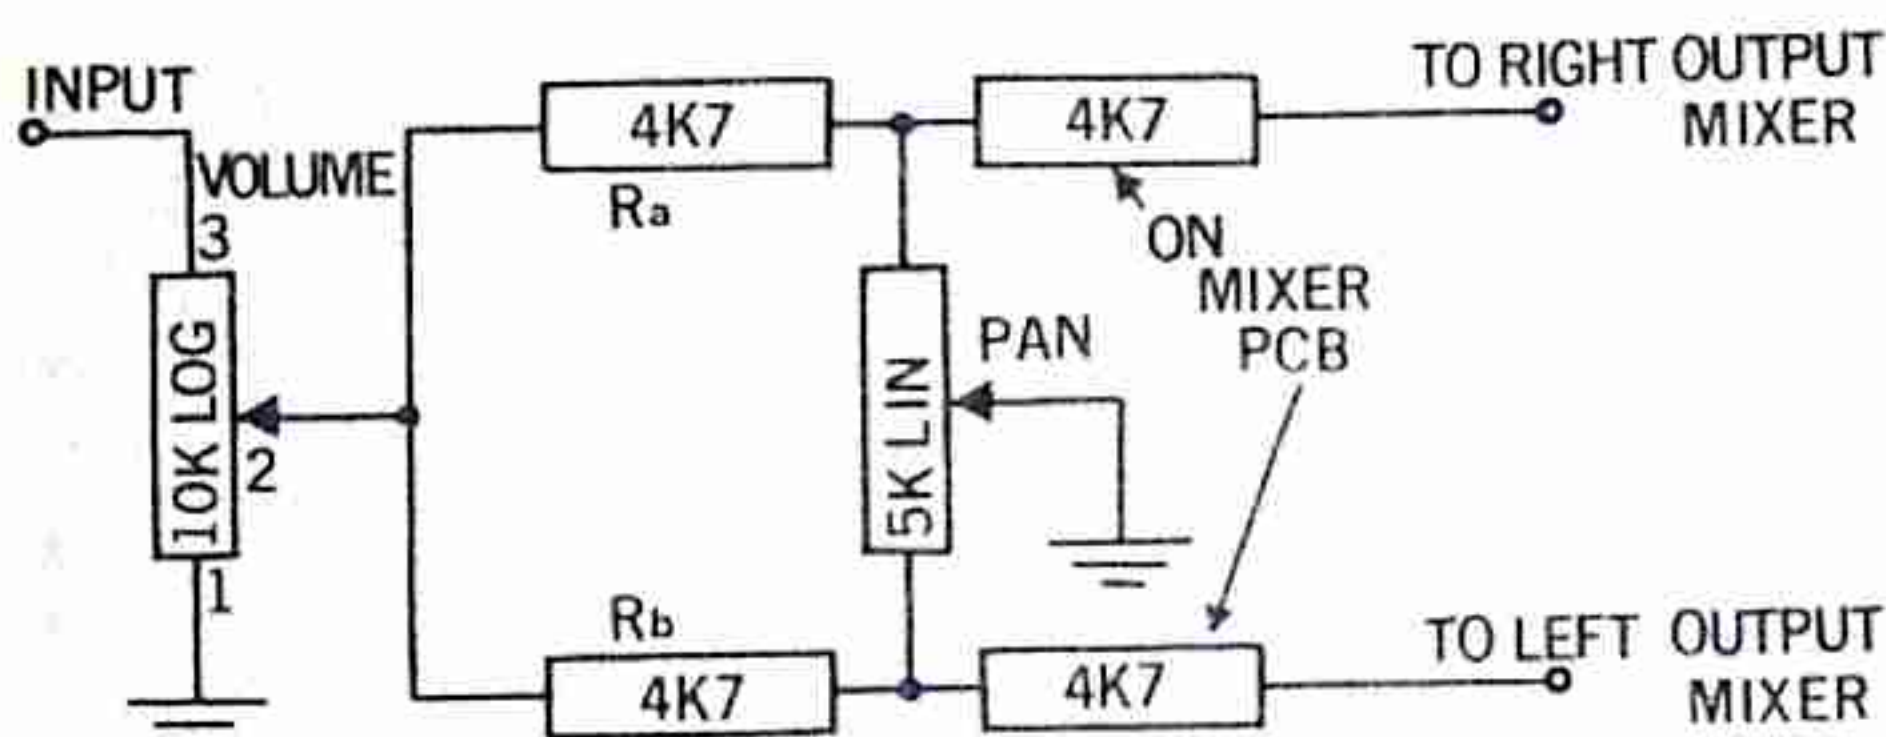 INPUT
VOLUME
3
10K LOG
2
1
4K7
Ra
4K7
TO RIGHT OUTPUT
MIXER
ON
MIXER
PCB
PAN
5K LIN
Rb
4K7
4K7
TO LEFT OUTPUT
MIXER